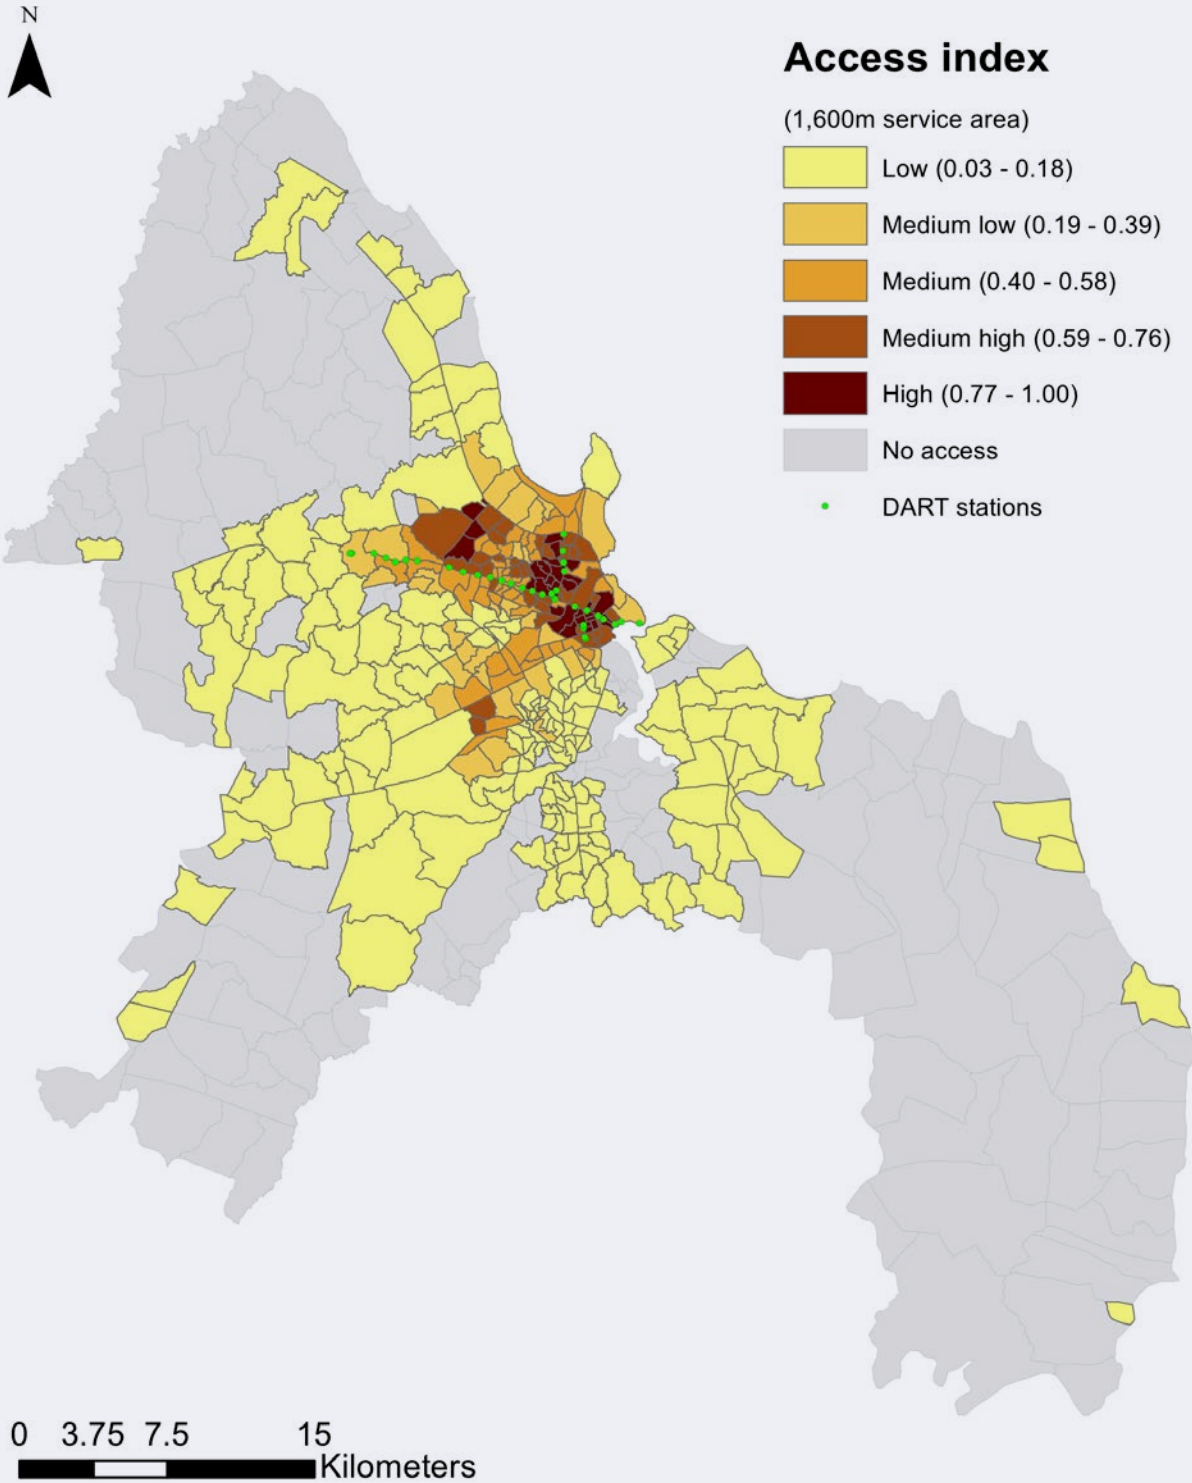 N
Access index
(1,600m service area)
Low (0.03 - 0.18)
Medium low (0.19 - 0.39)
Medium (0.40 - 0.58)
Medium high (0.59 - 0.76)
High (0.77 - 1.00)
No access
DART stations
0 3.75 7.5 15
Kilometers